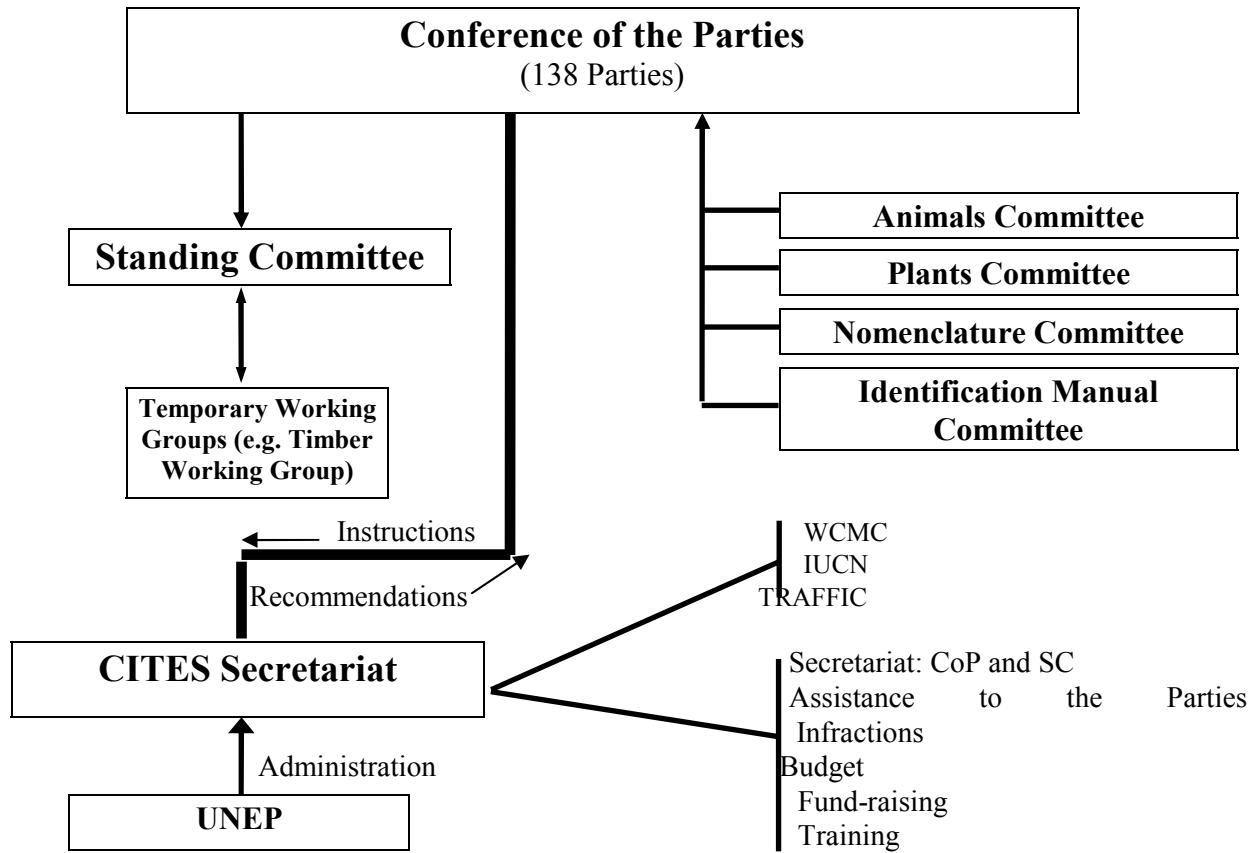 Conference of the Parties
(138 Parties)
Standing Committee
Temporary Working
Groups (e.g. Timber
Working Group)
Animals Committee
Plants Committee
Nomenclature Committee
Identification Manual
Committee
Instructions
Recommendations
CITES Secretariat
Administration
UNEP
WCMC
IUCN
TRAFFIC
Secretariat: CoP and SC
Assistance to the Parties
Infractions
Budget
Fund-raising
Training